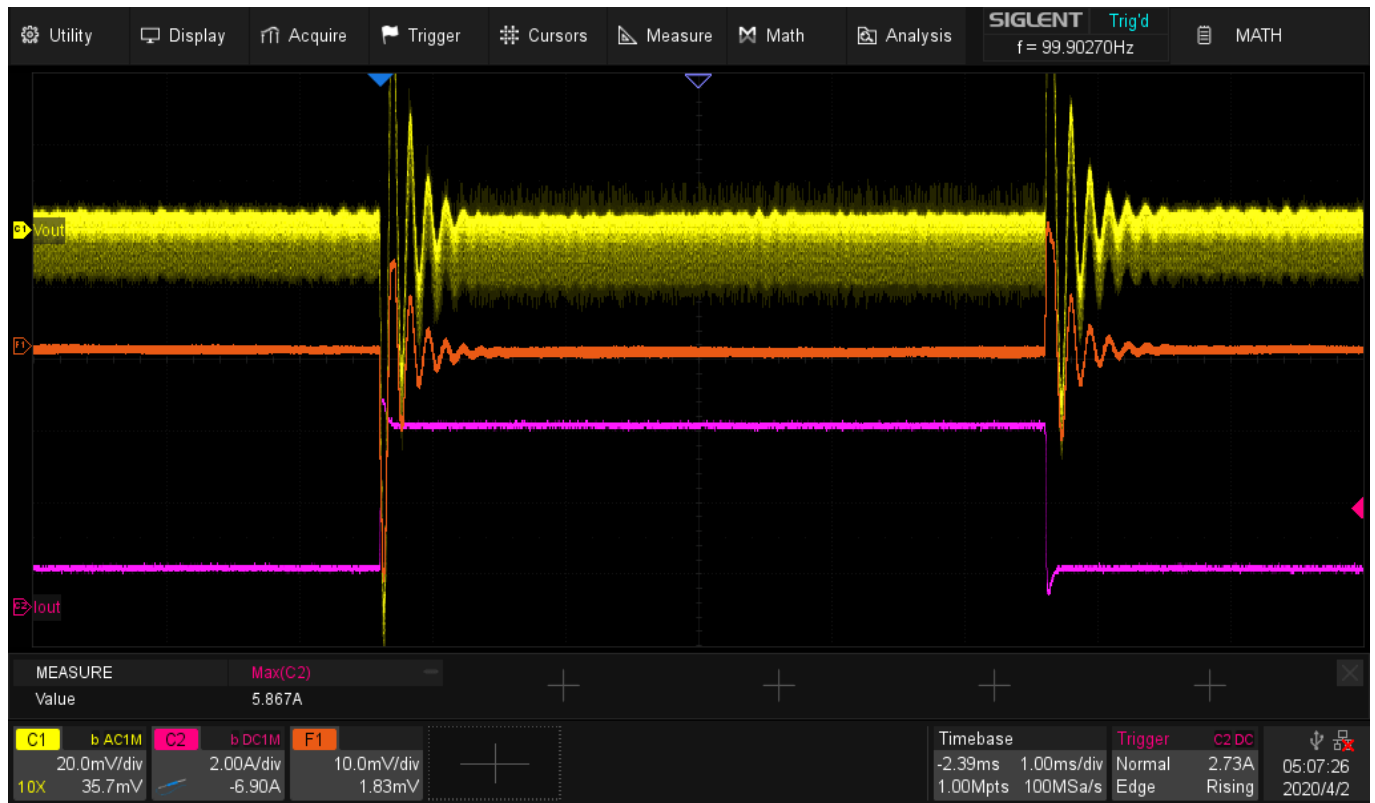 Utility Display Acquire Trigger Cursors Measure Math Analysis SIGLENT Trig'd MATH
f = 99.90270Hz
C1 Vout
F1
C2 Iout
MEASURE Max(C2)
Value 5.867A
C1 b AC1M C2 b DC1M F1 Timebase Trigger C2 DC
20.0mV/div 2.00A/div 10.0mV/div -2.39ms 1.00ms/div Normal 2.73A 05:07:26
10X 35.7mV -6.90A 1.83mV 1.00Mpts 100MSa/s Edge Rising 2020/4/2